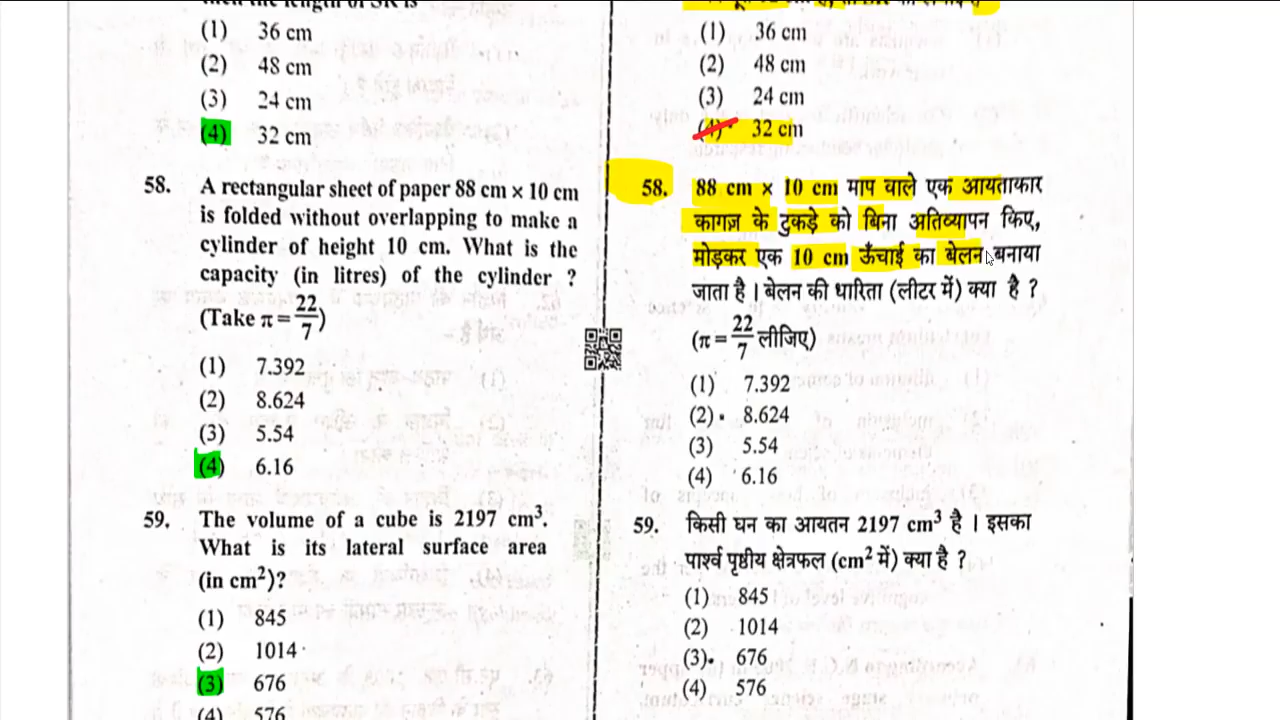 (1) 36 cm
(2) 48 cm
(3) 24 cm
(4) 32 cm
58. A rectangular sheet of paper 88 cm × 10 cm
is folded without overlapping to make a
cylinder of height 10 cm. What is the
capacity (in litres) of the cylinder ?
(Take π = 22/7)
(1) 7.392
(2) 8.624
(3) 5.54
(4) 6.16
59. The volume of a cube is 2197 cm³.
What is its lateral surface area
(in cm²)?
(1) 845
(2) 1014
(3) 676
(4) 576
(1) 36 cm
(2) 48 cm
(3) 24 cm
(4) 32 cm
58. 88 cm × 10 cm माप वाले एक आयताकार
कागज़ के टुकड़े को बिना अतिव्यापन किए,
मोड़कर एक 10 cm ऊँचाई का बेलन बनाया
जाता है । बेलन की धारिता (लीटर में) क्या है ?
(π = 22/7 लीजिए)
(1) 7.392
(2) 8.624
(3) 5.54
(4) 6.16
59. किसी घन का आयतन 2197 cm³ है । इसका
पार्श्व पृष्ठीय क्षेत्रफल (cm² में) क्या है ?
(1) 845
(2) 1014
(3) 676
(4) 576